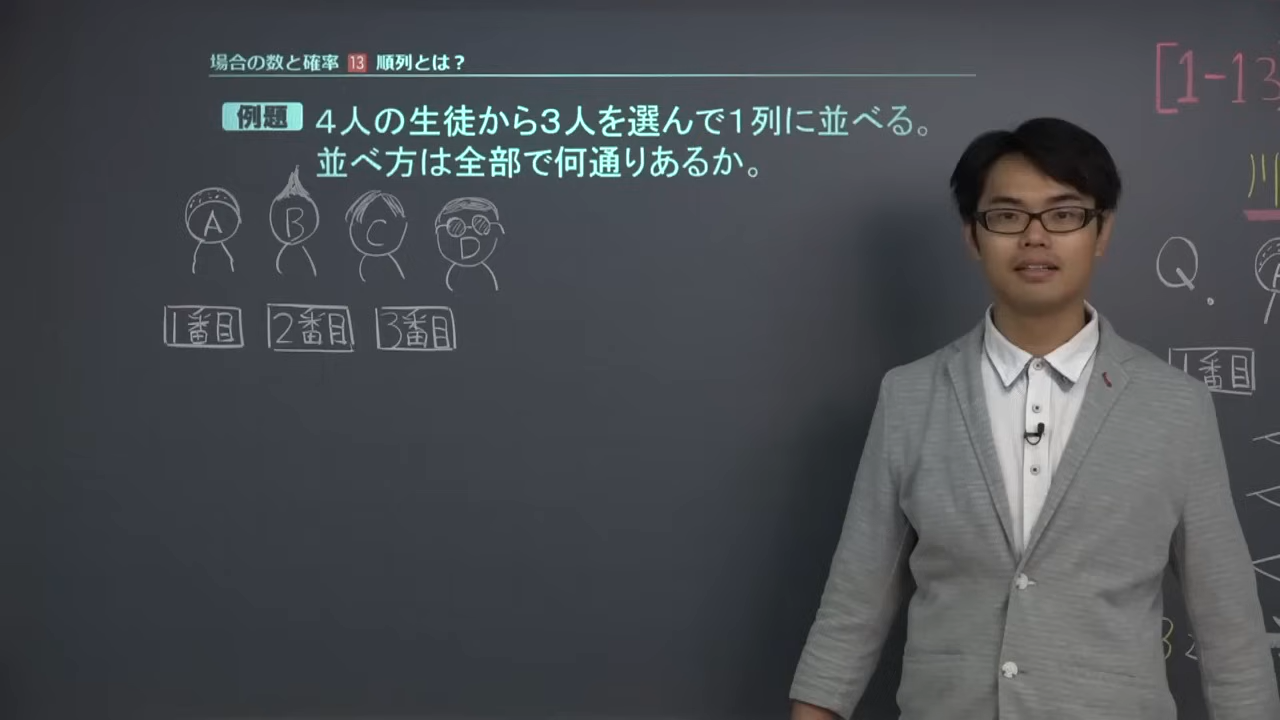 場合の数と確率 13 順列とは？
例題 4人の生徒から3人を選んで1列に並べる。
並べ方は全部で何通りあるか。
A B C D
1番目 2番目 3番目
[1-13
Q.
1番目